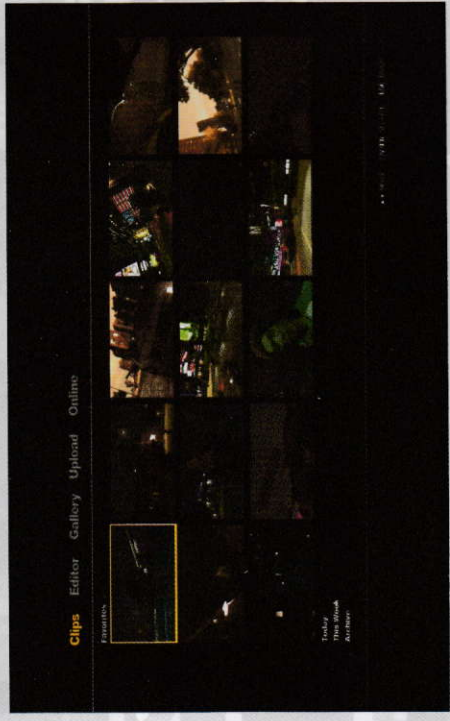 Clips Editor Gallery Upload Online
Favorites
Today
This Week
Archive